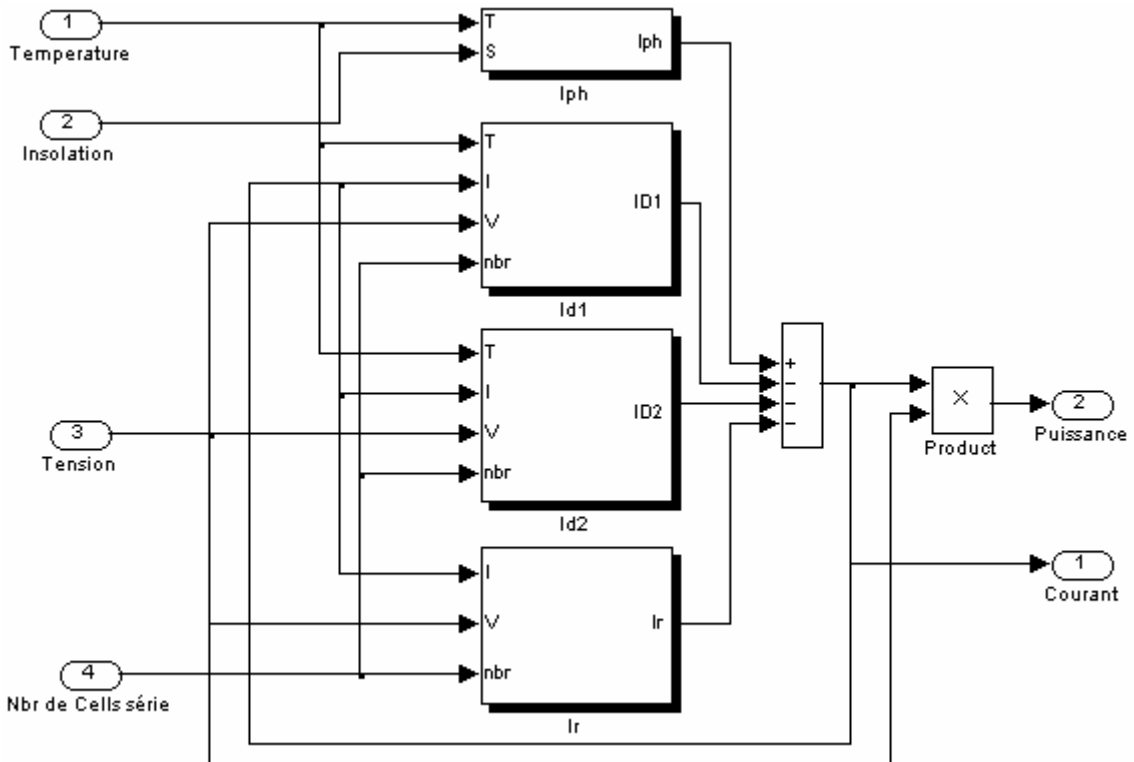 1
Temperature
2
Insolation
T
S
Iph
Iph
T
I
V
nbr
ID1
Id1
T
I
V
nbr
ID2
Id2
3
Tension
I
V
nbr
Ir
Ir
4
Nbr de Cells série
+
−
−
−
×
Product
2
Puissance
1
Courant